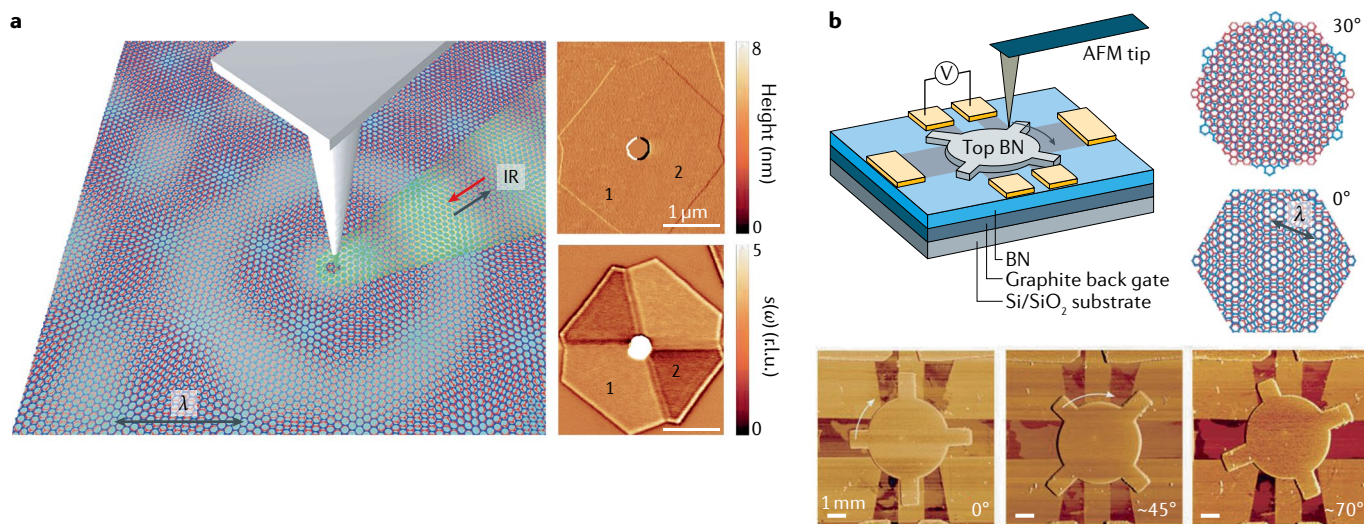 a
IR
λ
8
Height (nm)
0
1
2
1 μm
5
s(ω) (r.l.u.)
0
1
2
b
V
AFM tip
Top BN
BN
Graphite back gate
Si/SiO₂ substrate
30°
0°
λ
1 mm
0°
~45°
~70°